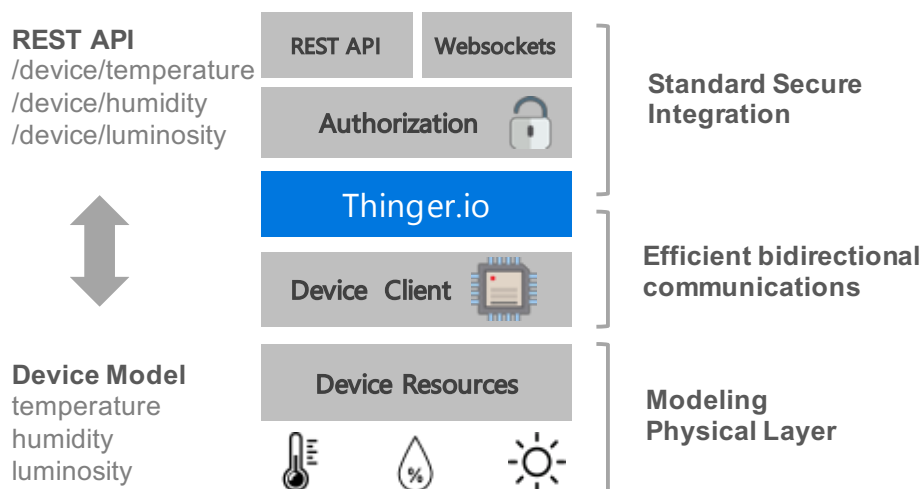 REST API
/device/temperature
/device/humidity
/device/luminosity
REST API
Websockets
Authorization
Thinger.io
Device Client
Device Resources
%
Device Model
temperature
humidity
luminosity
Standard Secure
Integration
Efficient bidirectional
communications
Modeling
Physical Layer